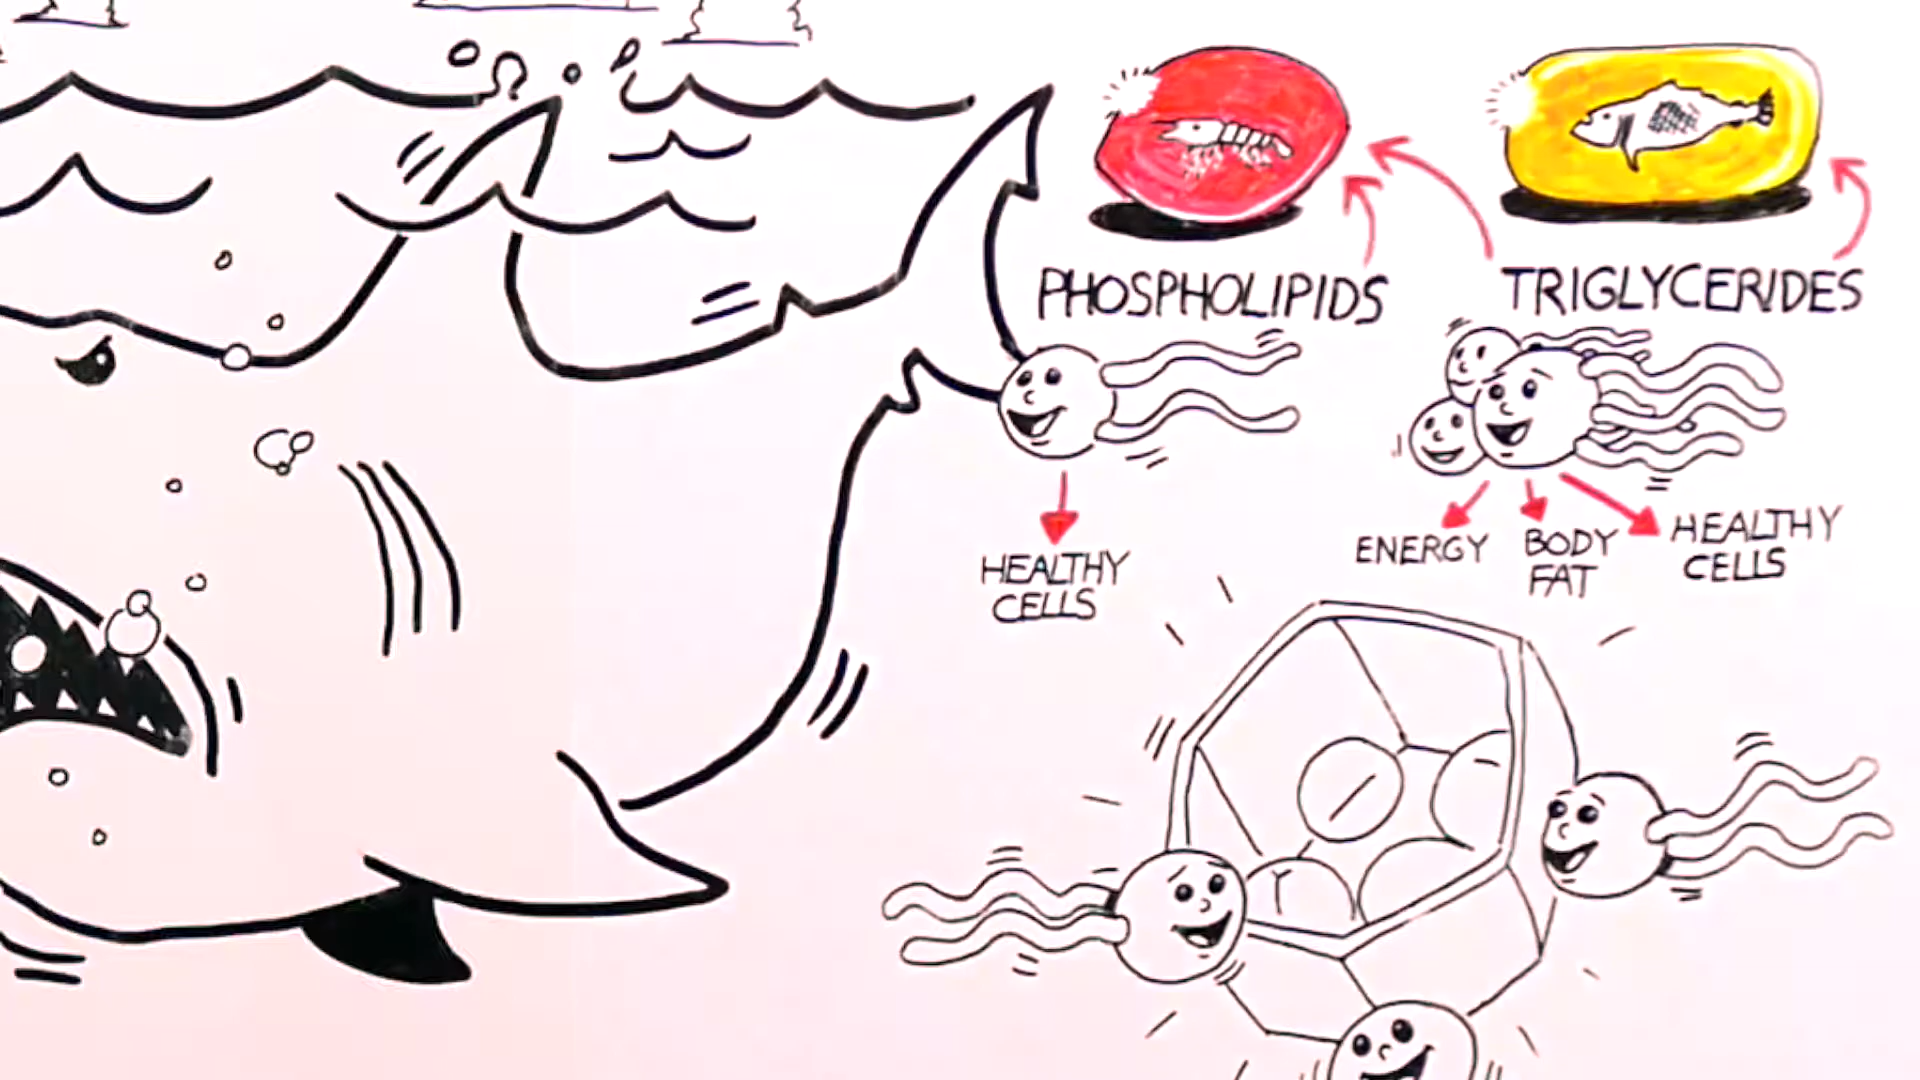 PHOSPHOLIPIDS
TRIGLYCERIDES
HEALTHY
CELLS
ENERGY
BODY
FAT
HEALTHY
CELLS